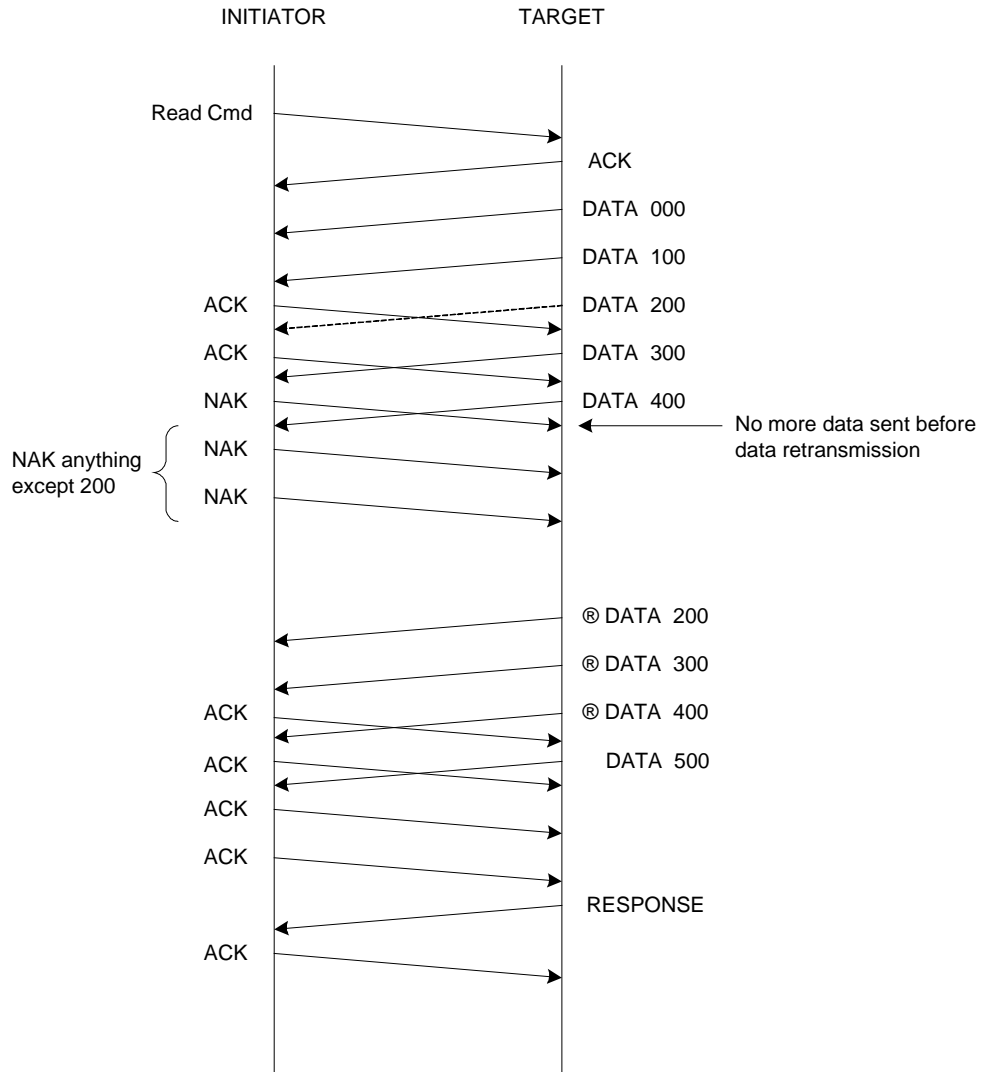 INITIATOR TARGET
Read Cmd
ACK
DATA 000
DATA 100
ACK DATA 200
ACK DATA 300
NAK DATA 400
No more data sent before
data retransmission
NAK
NAK anything
except 200
NAK
® DATA 200
® DATA 300
ACK ® DATA 400
ACK DATA 500
ACK
ACK
RESPONSE
ACK